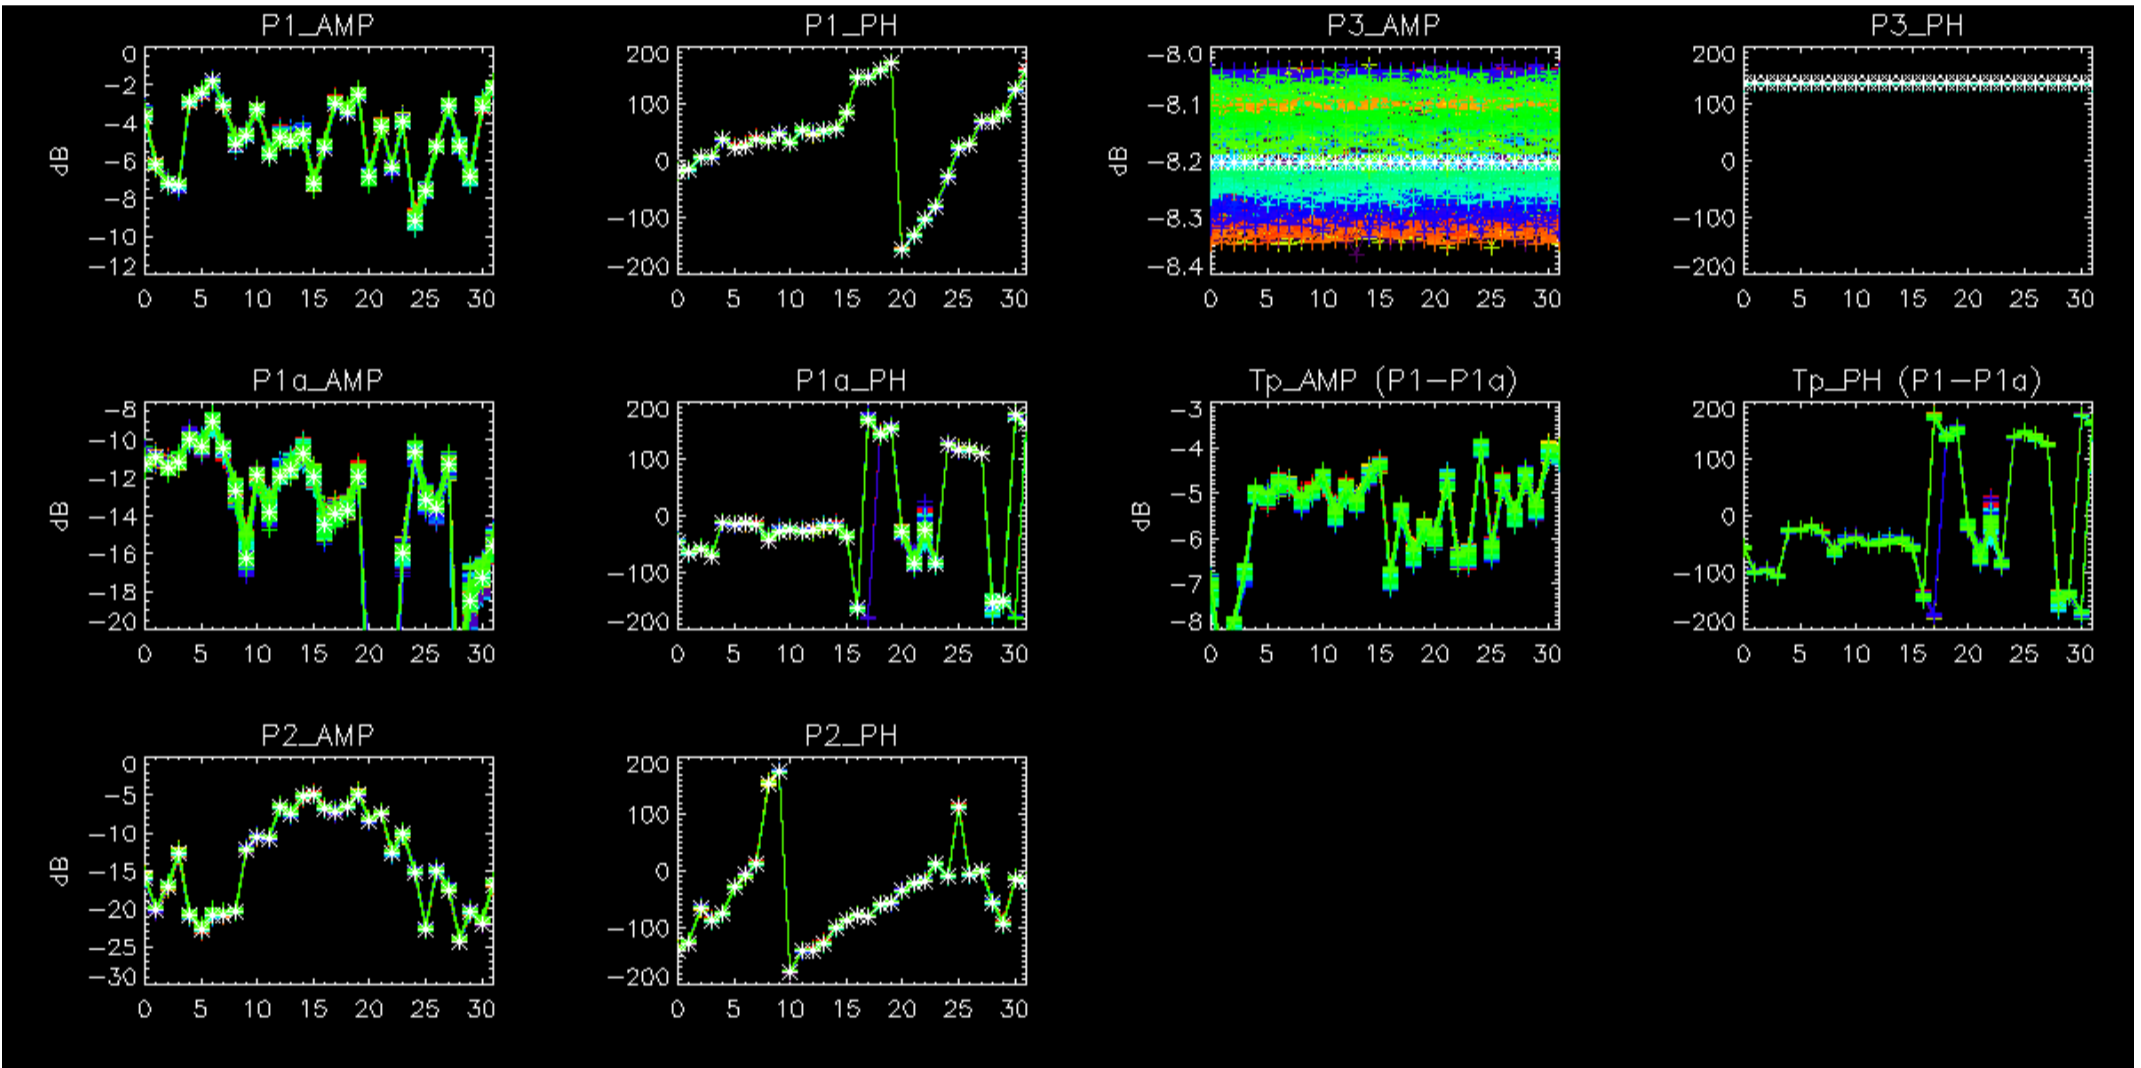 P1_AMP P1_PH P3_AMP P3_PH
0 200 -8.0 200
-2
100 -8.1 100
-4
dB -6 0 dB -8.2 0
-8
-100 -8.3 -100
-10
-12 -200 -8.4 -200
0 5 10 15 20 25 30 0 5 10 15 20 25 30 0 5 10 15 20 25 30 0 5 10 15 20 25 30
P1a_AMP P1a_PH Tp_AMP (P1-P1a) Tp_PH (P1-P1a)
-8 200 -3 200
-10
100 -4 100
-12
dB -14 0 dB -5 0
-6
-16
-100 -7 -100
-18
-20 -200 -8 -200
0 5 10 15 20 25 30 0 5 10 15 20 25 30 0 5 10 15 20 25 30 0 5 10 15 20 25 30
P2_AMP P2_PH
0 200
-5
100
-10
dB -15 0
-20
-100
-25
-30 -200
0 5 10 15 20 25 30 0 5 10 15 20 25 30